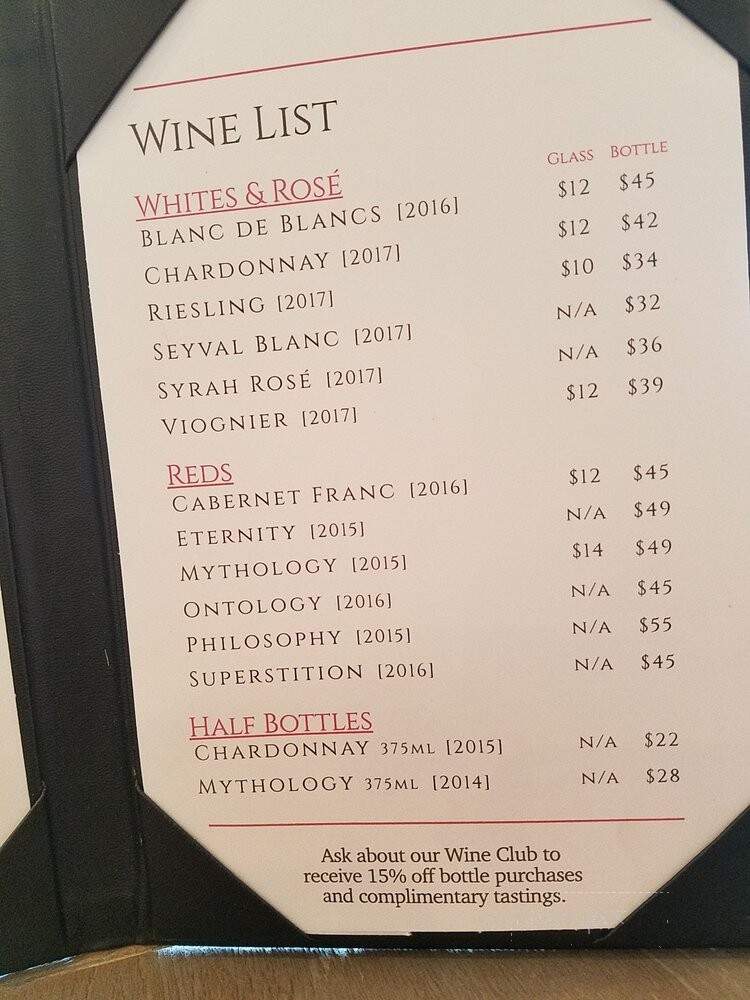 WINE LIST
GLASS BOTTLE
WHITES & ROSÉ
BLANC DE BLANCS [2016] $12 $45
CHARDONNAY [2017] $12 $42
RIESLING [2017] $10 $34
SEYVAL BLANC [2017] N/A $32
SYRAH ROSÉ [2017] N/A $36
VIOGNIER [2017] $12 $39
REDS
CABERNET FRANC [2016] $12 $45
ETERNITY [2015] N/A $49
MYTHOLOGY [2015] $14 $49
ONTOLOGY [2016] N/A $45
PHILOSOPHY [2015] N/A $55
SUPERSTITION [2016] N/A $45
HALF BOTTLES
CHARDONNAY 375ML [2015] N/A $22
MYTHOLOGY 375ML [2014] N/A $28
Ask about our Wine Club to
receive 15% off bottle purchases
and complimentary tastings.